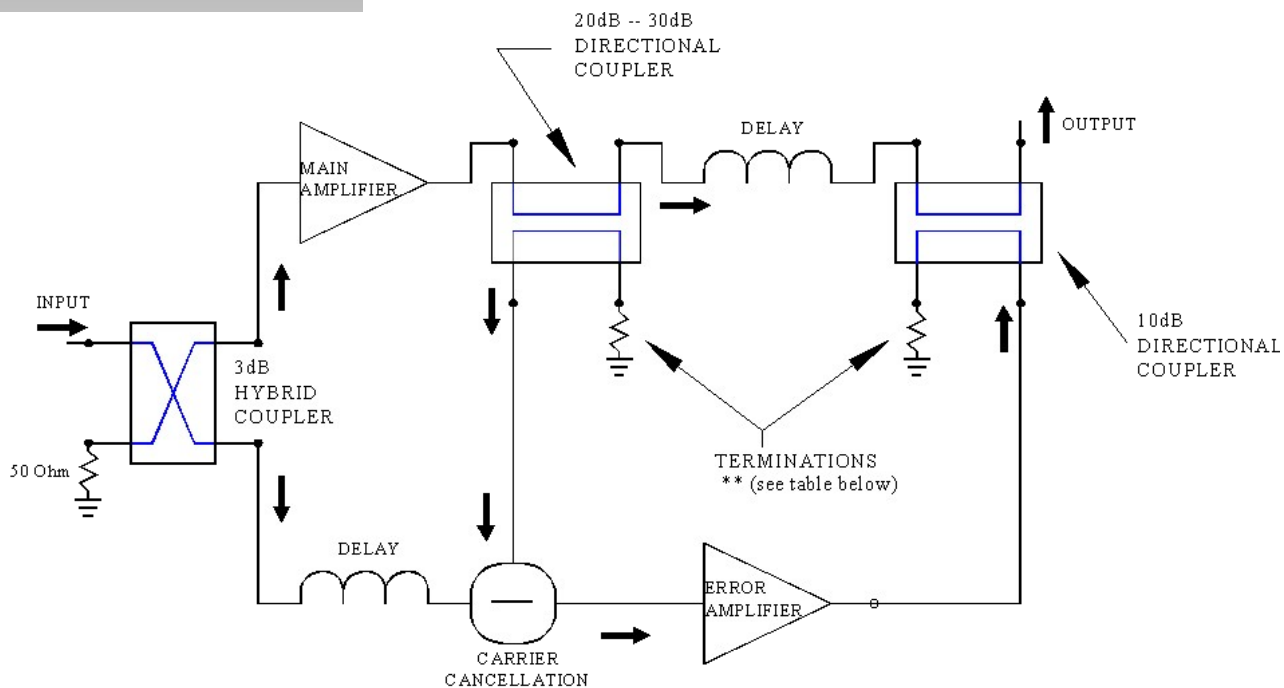 20dB -- 30dB
DIRECTIONAL
COUPLER
DELAY
OUTPUT
MAIN
AMPLIFIER
INPUT
3dB
HYBRID
COUPLER
50 Ohm
10dB
DIRECTIONAL
COUPLER
TERMINATIONS
** (see table below)
DELAY
ERROR
AMPLIFIER
CARRIER
CANCELLATION